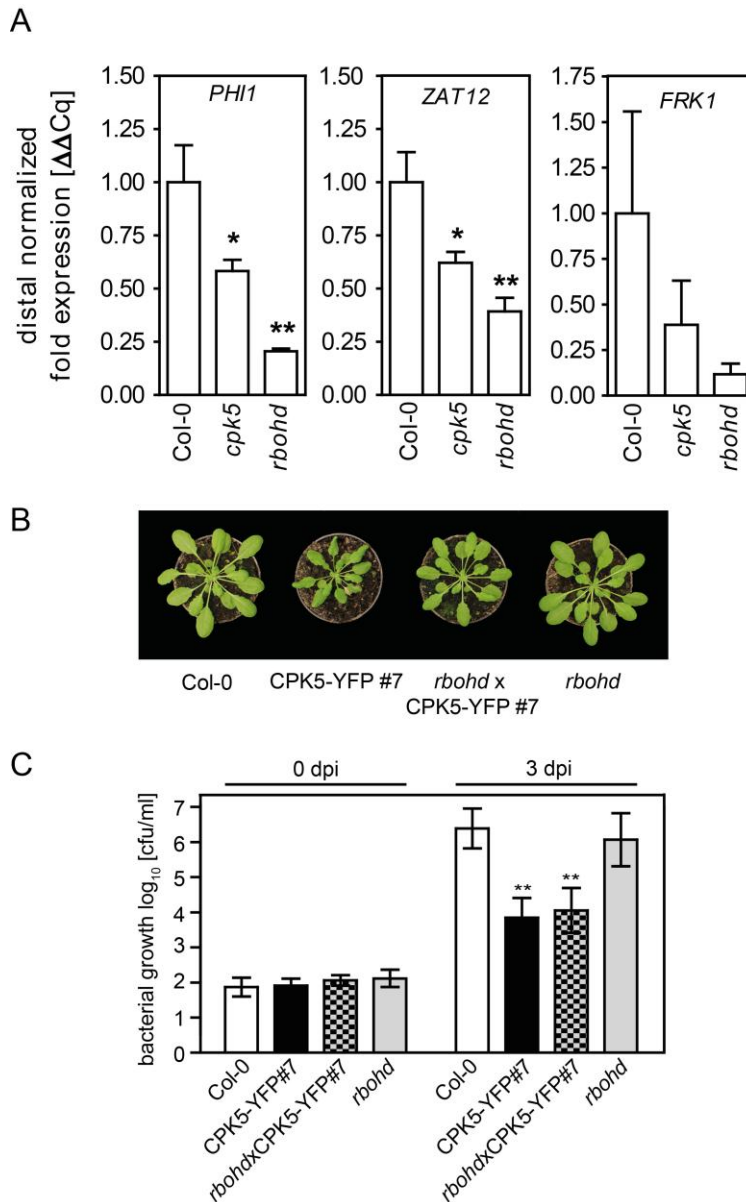 A
distal normalized
fold expression [ΔΔCq]
1.50
1.25
1.00
0.75
0.50
0.25
0.00
PHI1
*
**
Col-0
cpk5
rbohd
1.50
1.25
1.00
0.75
0.50
0.25
0.00
ZAT12
*
**
Col-0
cpk5
rbohd
1.75
1.50
1.25
1.00
0.75
0.50
0.25
0.00
FRK1
Col-0
cpk5
rbohd
B
Col-0
CPK5-YFP #7
rbohd x
CPK5-YFP #7
rbohd
C
0 dpi
3 dpi
bacterial growth log₁₀ [cfu/ml]
7
6
5
4
3
2
1
0
**
**
Col-0
CPK5-YFP#7
rbohdxCPK5-YFP#7
rbohd
Col-0
CPK5-YFP#7
rbohdxCPK5-YFP#7
rbohd